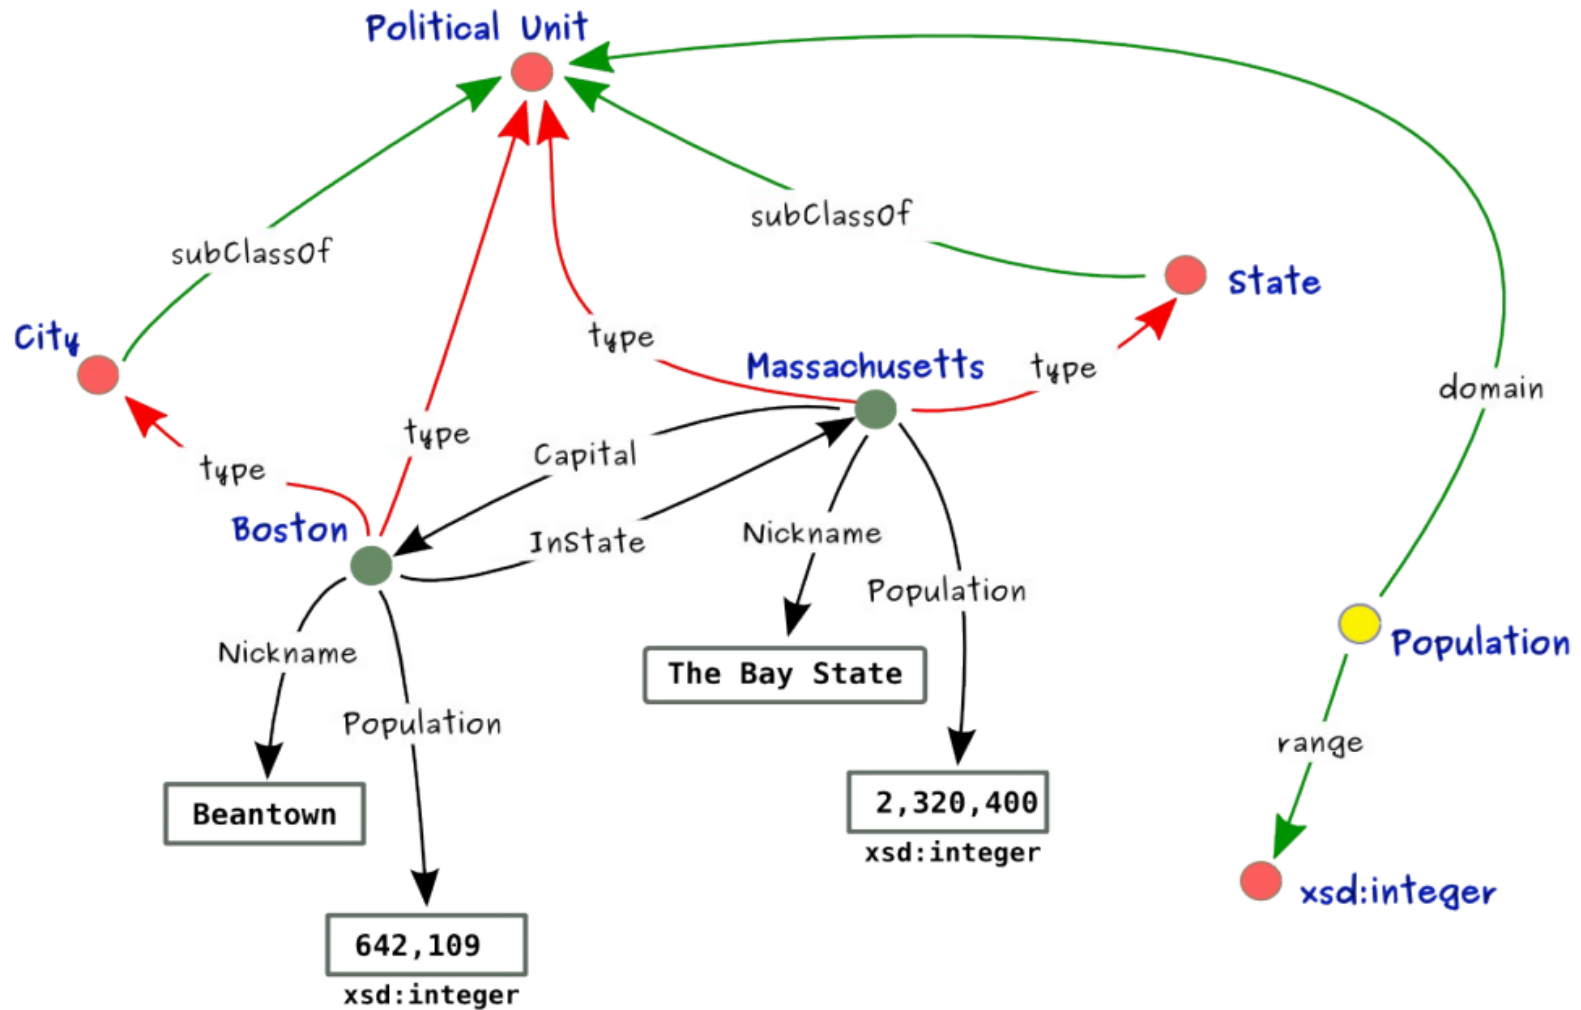 Political Unit
subClassOf
subClassOf
State
City
type
Massachusetts
type
domain
type
Capital
type
Boston
InState
Nickname
Population
Population
Nickname
The Bay State
Population
range
2,320,400
Beantown
xsd:integer
xsd:integer
642,109
xsd:integer